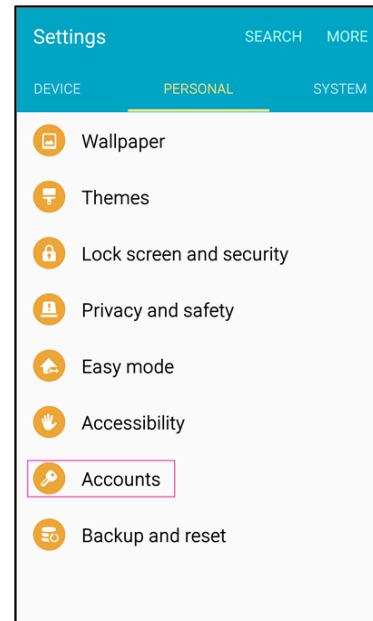 Settings SEARCH MORE
DEVICE PERSONAL SYSTEM
Wallpaper
Themes
Lock screen and security
Privacy and safety
Easy mode
Accessibility
Accounts
Backup and reset